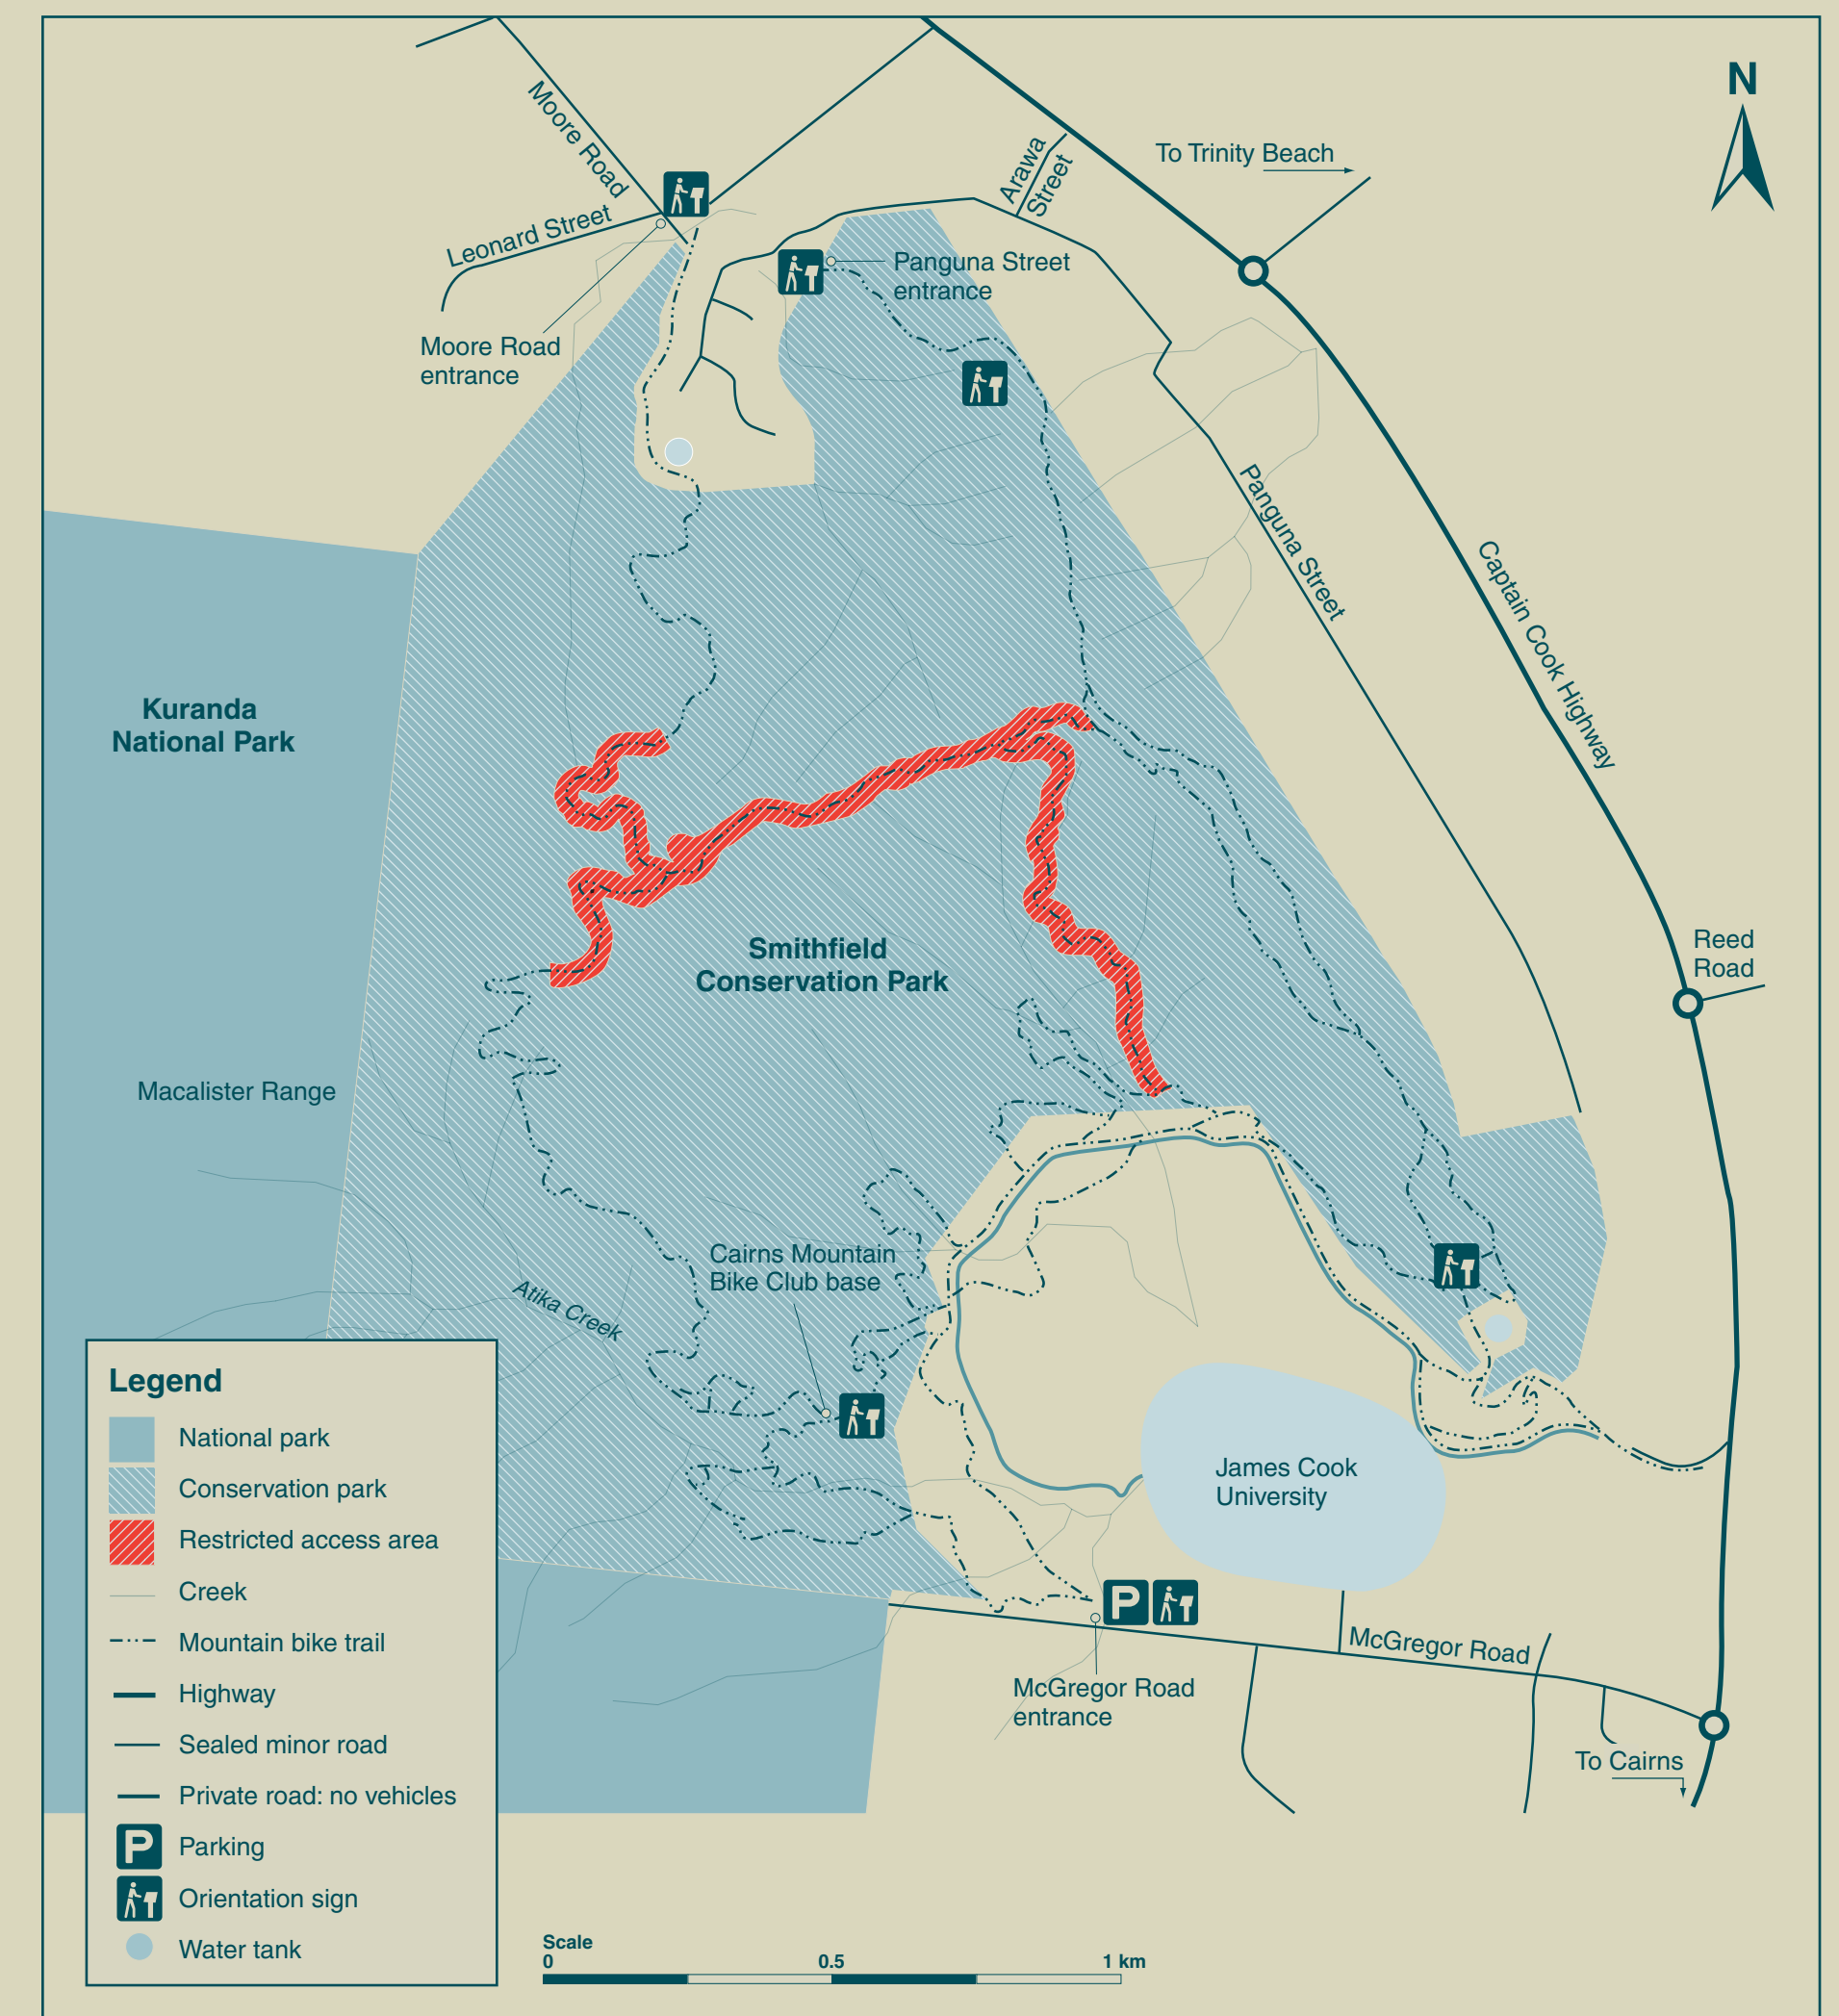 N
Moore Road
Arawa
Street
To Trinity Beach
Leonard Street
Panguna Street
entrance
Moore Road
entrance
Panguna Street
Captain Cook Highway
Kuranda
National Park
Reed
Road
Smithfield
Conservation Park
Macalister Range
Cairns Mountain
Bike Club base
Atika Creek
James Cook
University
P
McGregor Road
McGregor Road
entrance
To Cairns
Legend
National park
Conservation park
Restricted access area
Creek
Mountain bike trail
Highway
Sealed minor road
Private road: no vehicles
P Parking
Orientation sign
Water tank
Scale
0 0.5 1 km